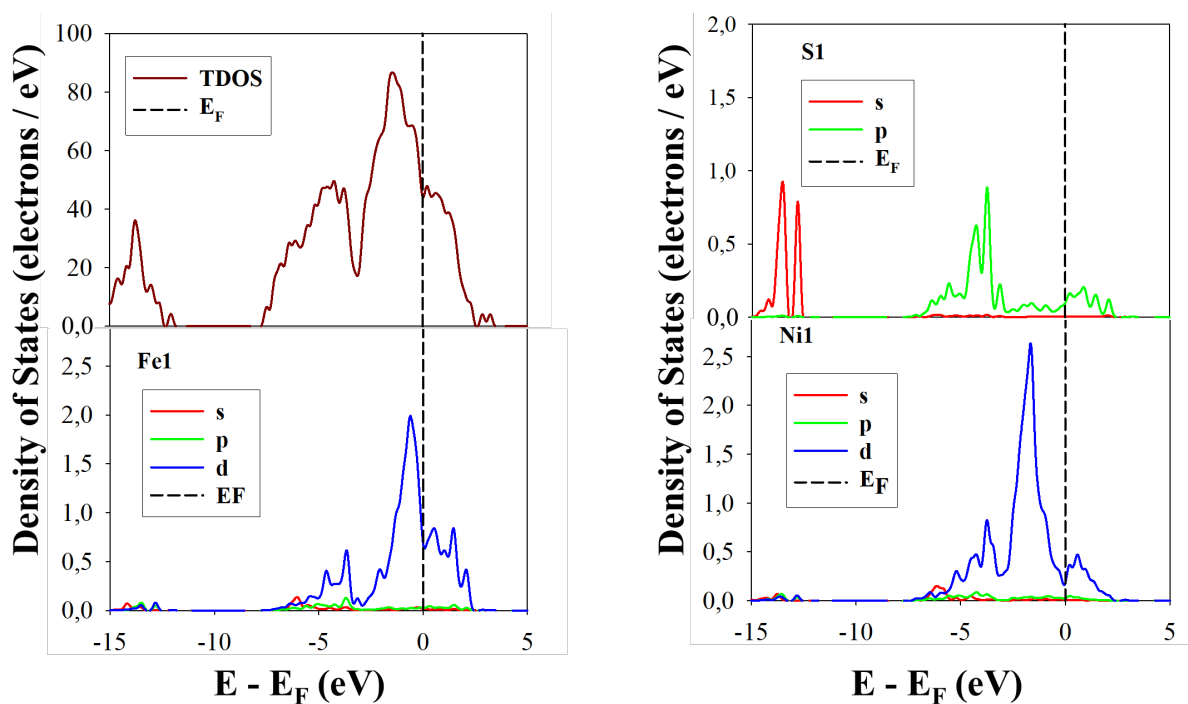 Density of States (electrons / eV)
100
80
60
40
20
0,0
TDOS
E_F
2,5
2,0
1,5
1,0
0,5
0,0
Fe1
s
p
d
EF
-15
-10
-5
0
5
E - E_F (eV)
Density of States (electrons / eV)
2,0
1,5
1,0
0,5
0,0
S1
s
p
E_F
2,5
2,0
1,5
1,0
0,5
0,0
Ni1
s
p
d
E_F
-15
-10
-5
0
5
E - E_F (eV)